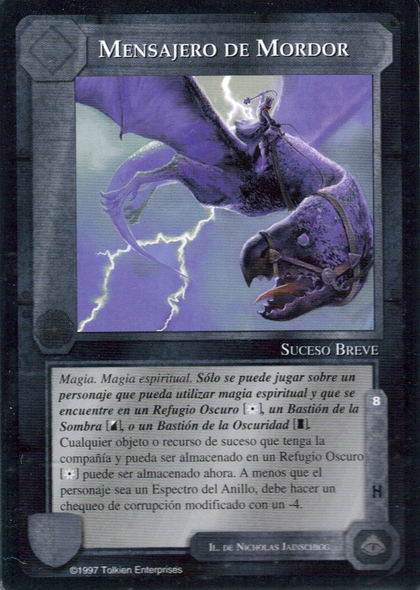 MENSAJERO DE MORDOR
SUCESO BREVE
Magia. Magia espiritual. Sólo se puede jugar sobre un
personaje que pueda utilizar magia espiritual y que se
encuentre en un Refugio Oscuro [], un Bastión de la
Sombra [], o un Bastión de la Oscuridad [].
Cualquier objeto o recurso de suceso que tenga la
compañía y pueda ser almacenado en un Refugio Oscuro
[] puede ser almacenado ahora. A menos que el
personaje sea un Espectro del Anillo, debe hacer un
chequeo de corrupción modificado con un -4.
8
H
IL. DE NICHOLAS JAINSCHIGG
©1997 Tolkien Enterprises